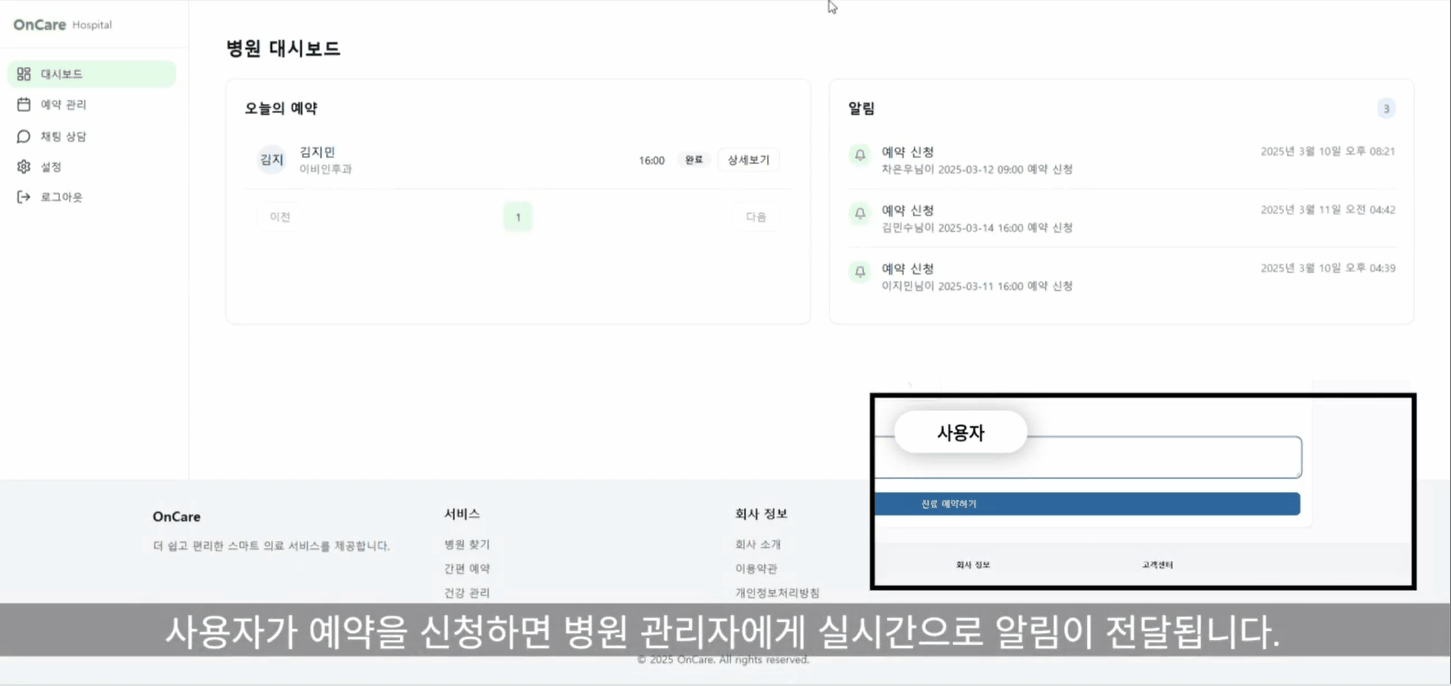 OnCare Hospital
대시보드
예약 관리
채팅 상담
설정
로그아웃
병원 대시보드
오늘의 예약
김지
김지민
이비인후과
16:00
완료
상세보기
이전
1
다음
알림
3
예약 신청
2025년 3월 10일 오후 08:21
차은우님이 2025-03-12 09:00 예약 신청
예약 신청
2025년 3월 11일 오전 04:42
김민수님이 2025-03-14 16:00 예약 신청
예약 신청
2025년 3월 10일 오후 04:39
이지민님이 2025-03-11 16:00 예약 신청
사용자
진료 예약하기
회사 정보
고객센터
OnCare
더 쉽고 편리한 스마트 의료 서비스를 제공합니다.
서비스
병원 찾기
간편 예약
건강 관리
회사 정보
회사 소개
이용약관
개인정보처리방침
사용자가 예약을 신청하면 병원 관리자에게 실시간으로 알림이 전달됩니다.
© 2025 OnCare. All rights reserved.